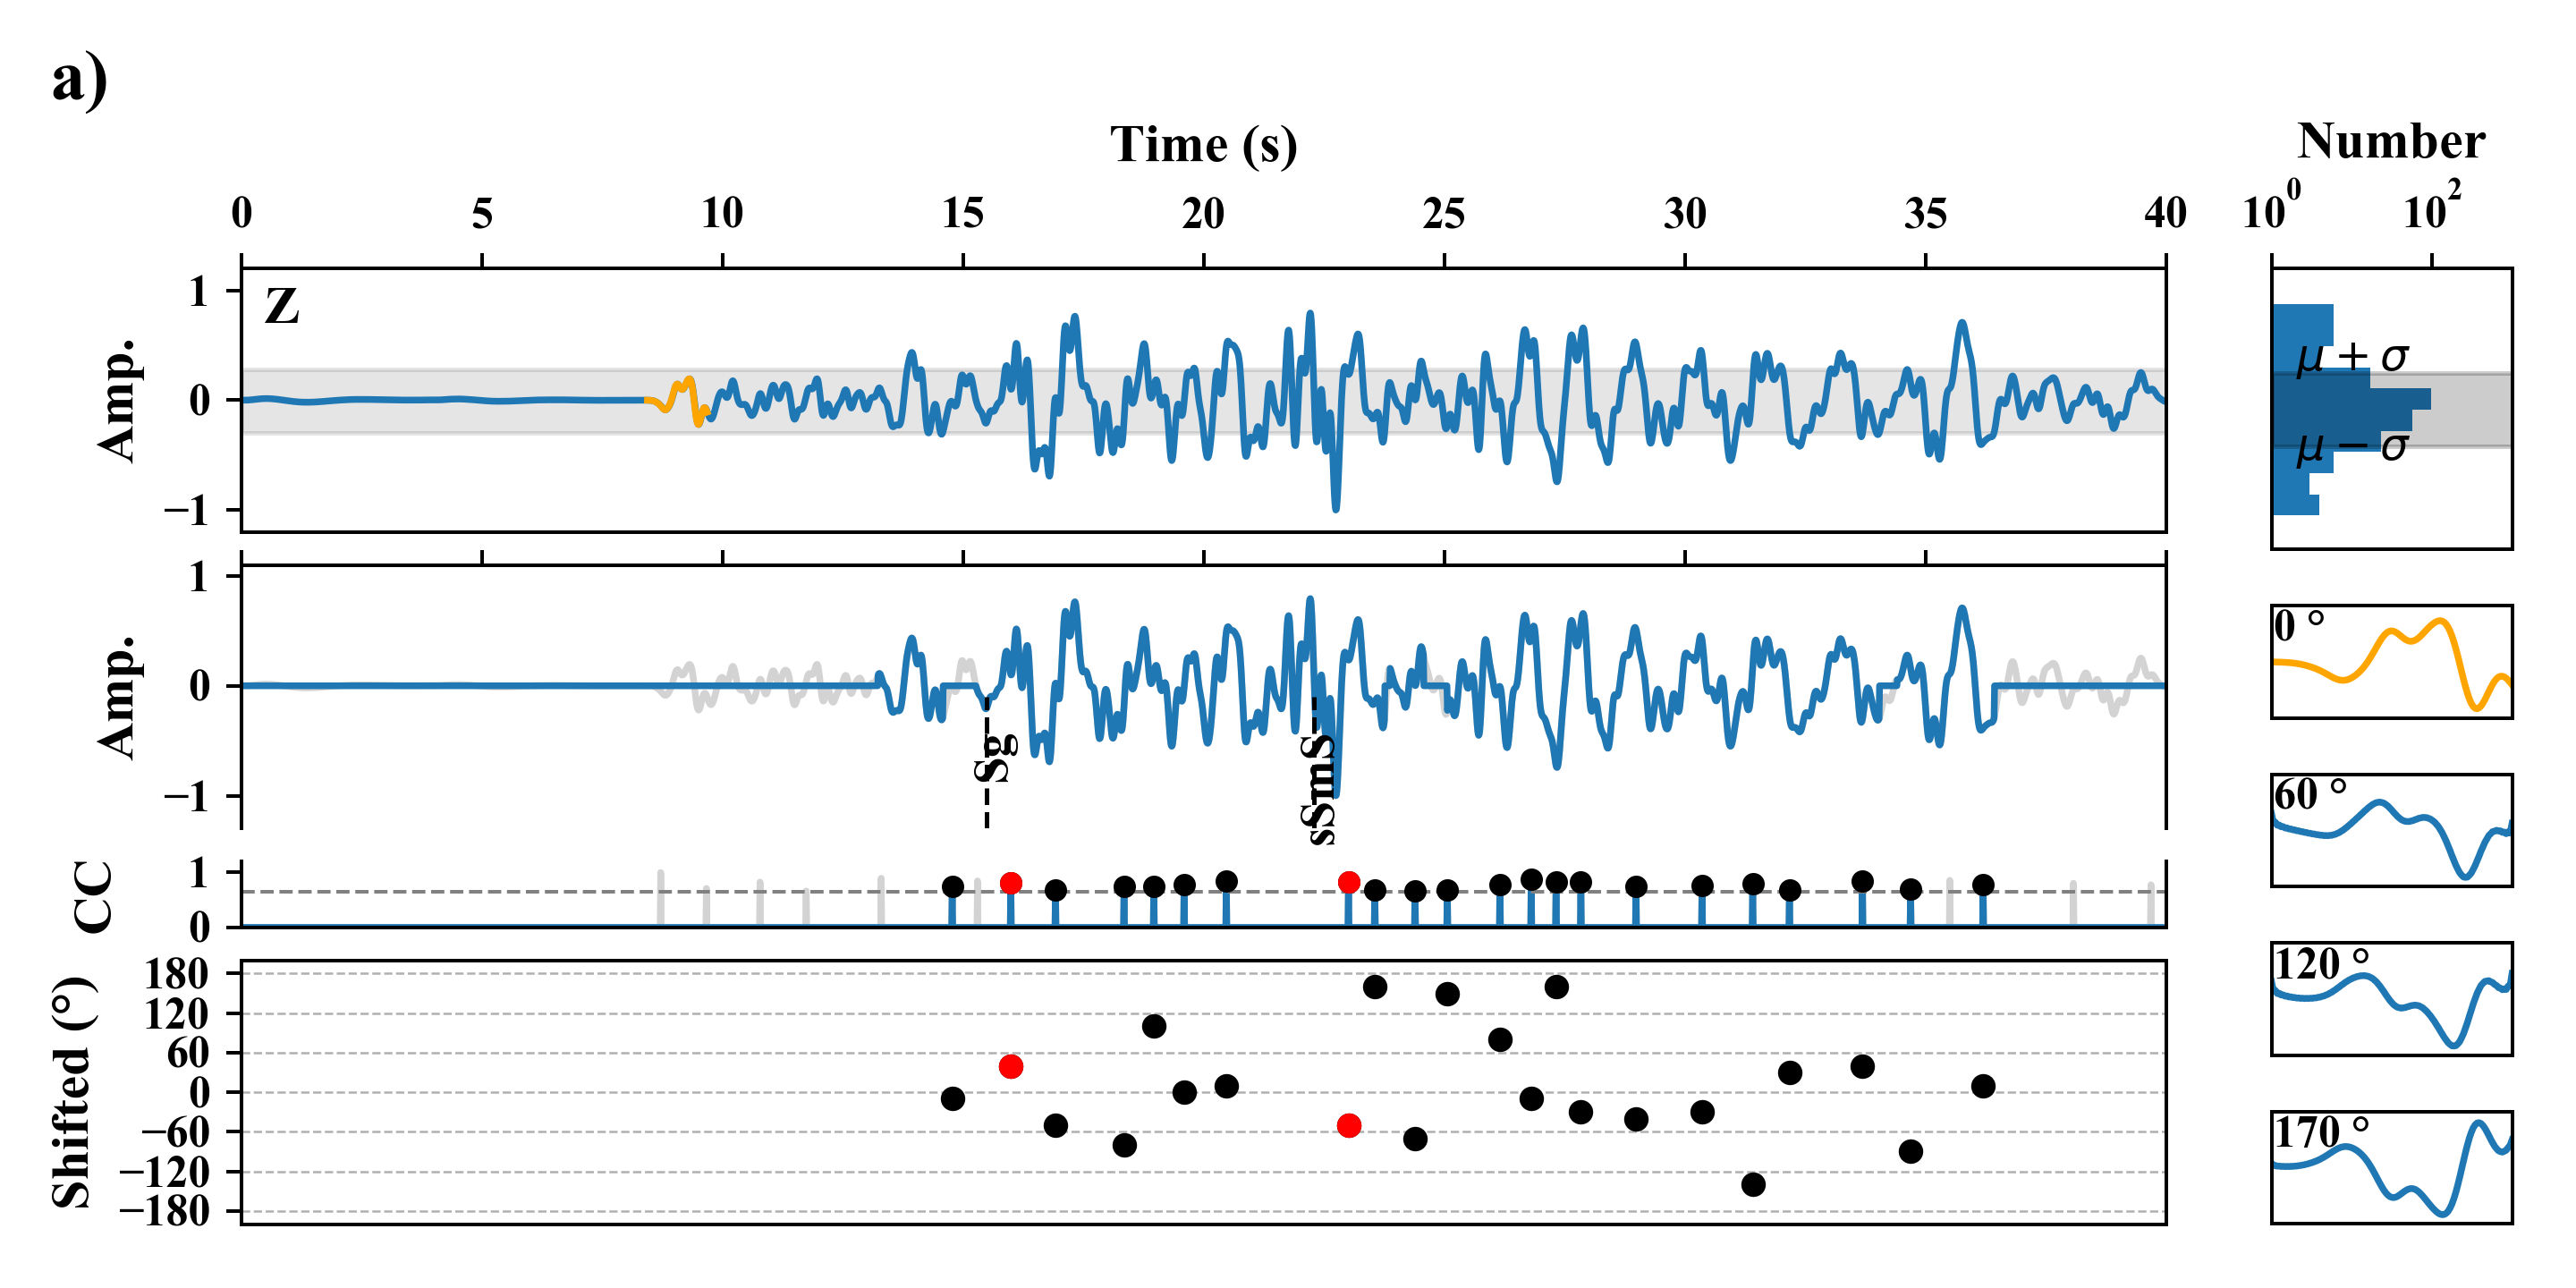 a)
Time (s)
Number
0 5 10 15 20 25 30 35 40
10^0 10^2
Z
Amp.
1
0
−1
μ + σ
μ − σ
Amp.
1
0
−1
Sg
sSmS
0 °
60 °
CC
1
0
120 °
Shifted (°)
180
120
60
0
−60
−120
−180
170 °